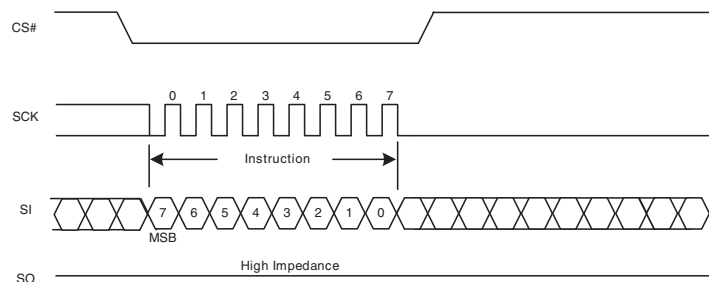 CS#
0 1 2 3 4 5 6 7
SCK
Instruction
SI 7 6 5 4 3 2 1 0
MSB
High Impedance
SO